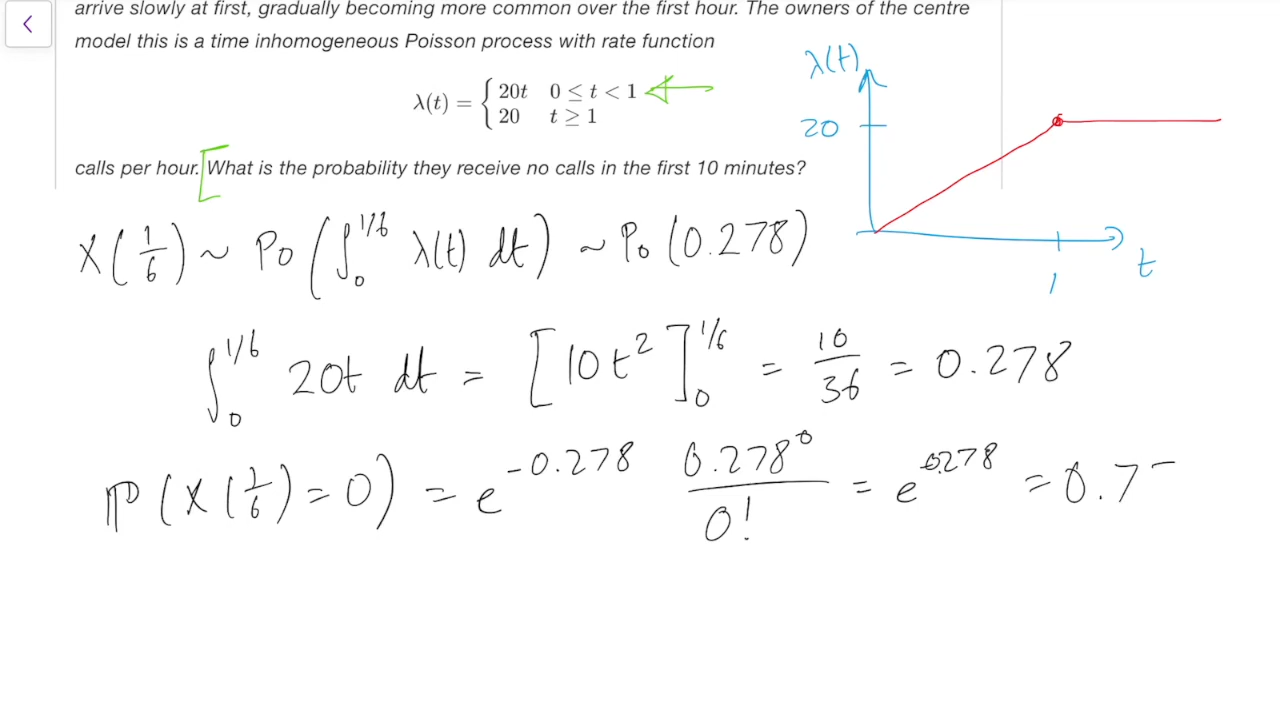 arrive slowly at first, gradually becoming more common over the first hour. The owners of the centre
model this is a time inhomogeneous Poisson process with rate function
λ(t) = { 20t 0 ≤ t < 1
20 t ≥ 1
calls per hour. What is the probability they receive no calls in the first 10 minutes?
λ(t)
20
1
t
X(1/6) ~ Po(∫₀^1/6 λ(t) dt) ~ Po(0.278)
∫₀^1/6 20t dt = [10t²]₀^1/6 = 10/36 = 0.278
ℙ(X(1/6) = 0) = e^-0.278 0.278⁰/0! = e^-0.278 = 0.7